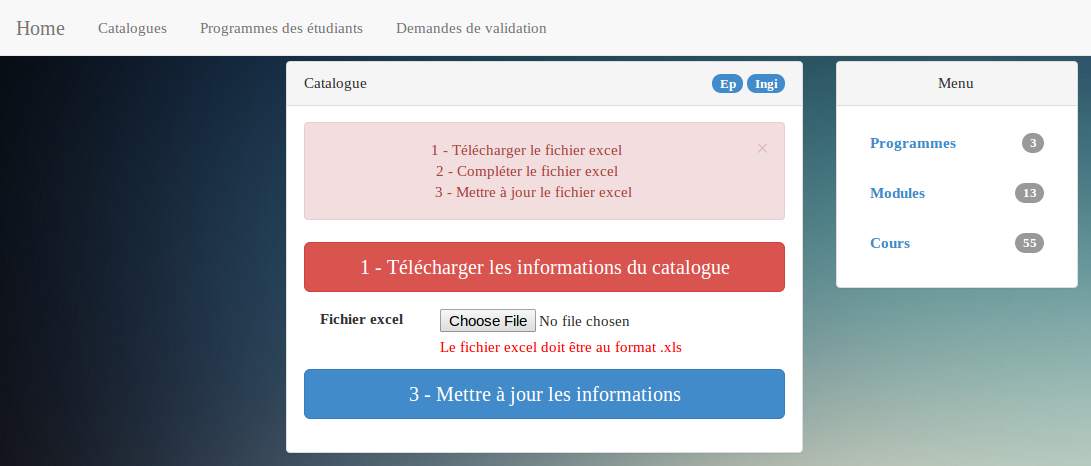 Home Catalogues Programmes des étudiants Demandes de validation
Catalogue Ep Ingi
1 - Télécharger le fichier excel
2 - Compléter le fichier excel
3 - Mettre à jour le fichier excel
×
1 - Télécharger les informations du catalogue
Fichier excel Choose File No file chosen
Le fichier excel doit être au format .xls
3 - Mettre à jour les informations
Menu
Programmes 3
Modules 13
Cours 55